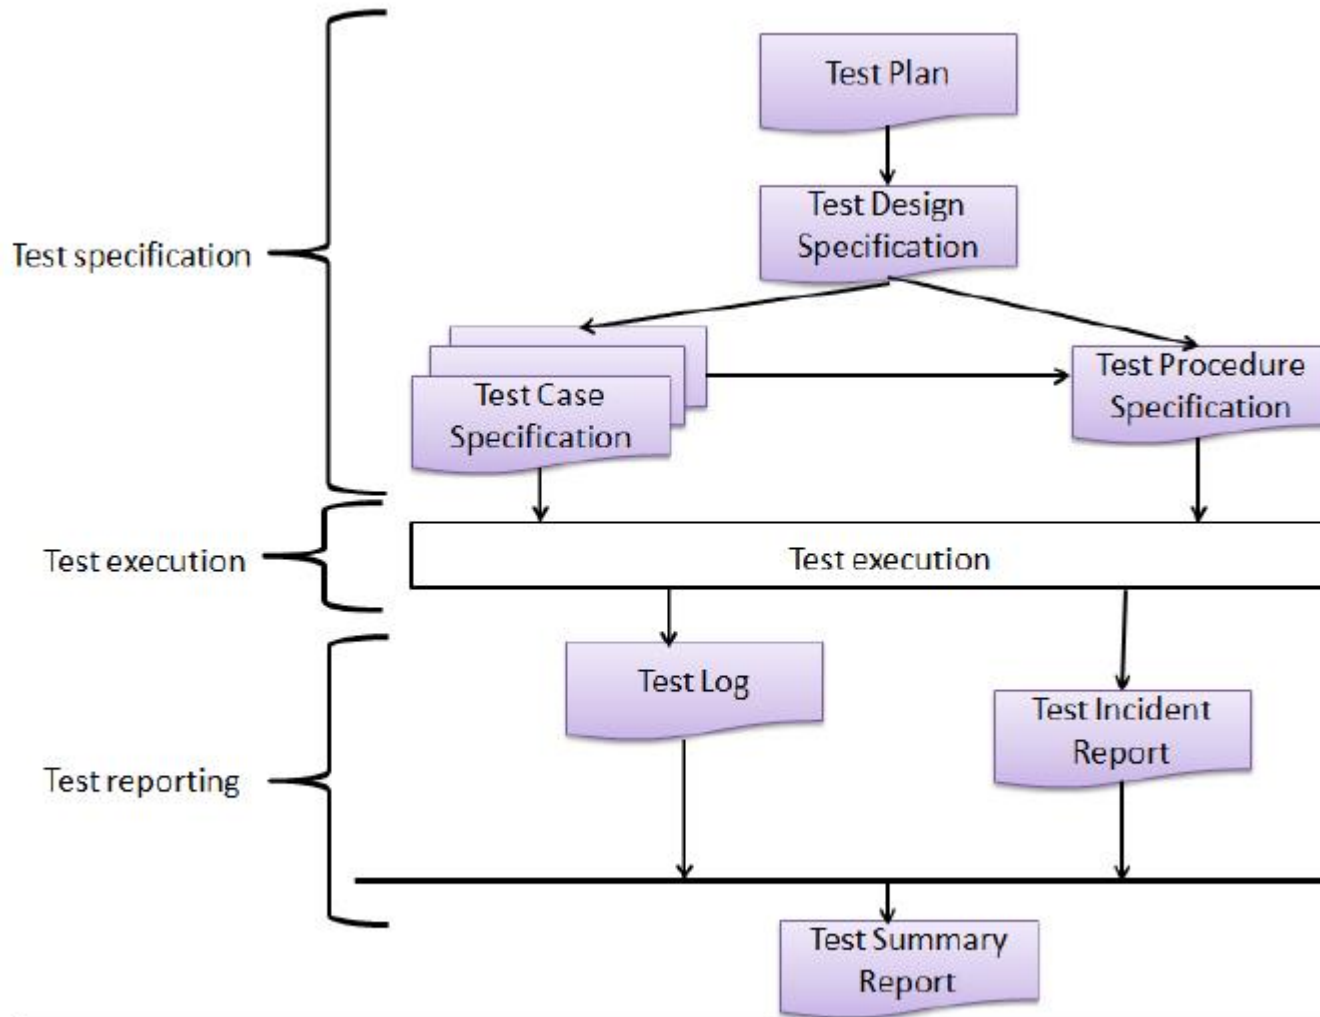 Test Plan
Test Design
Specification
Test specification
Test Case
Specification
Test Procedure
Specification
Test execution
Test execution
Test Log
Test Incident
Report
Test reporting
Test Summary
Report